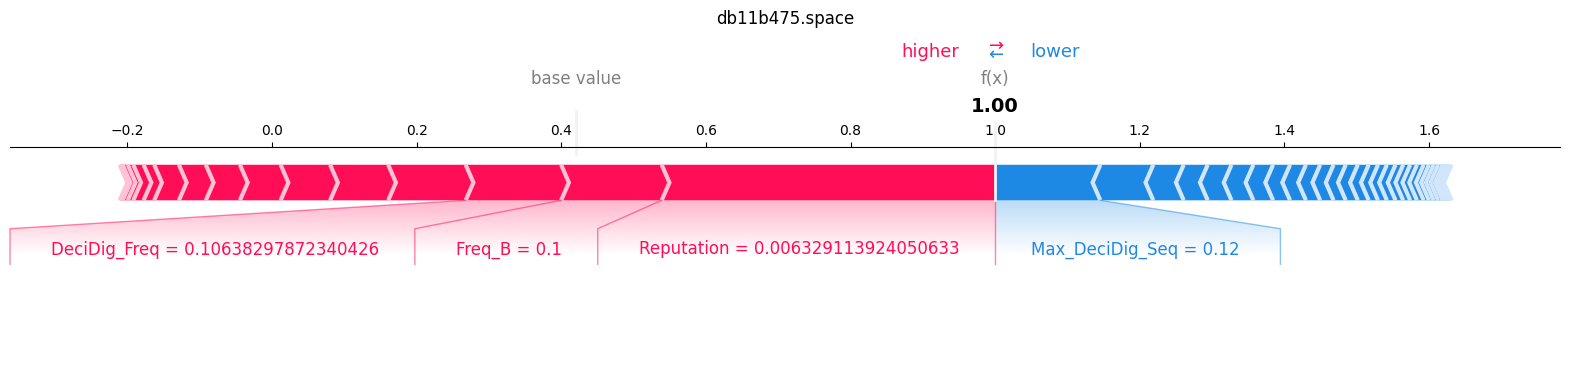 db11b475.space
higher → ← lower
base value f(x)
1.00
−0.2 0.0 0.2 0.4 0.6 0.8 1.0 1.2 1.4 1.6
DeciDig_Freq = 0.10638297872340426 Freq_B = 0.1 Reputation = 0.006329113924050633 Max_DeciDig_Seq = 0.12